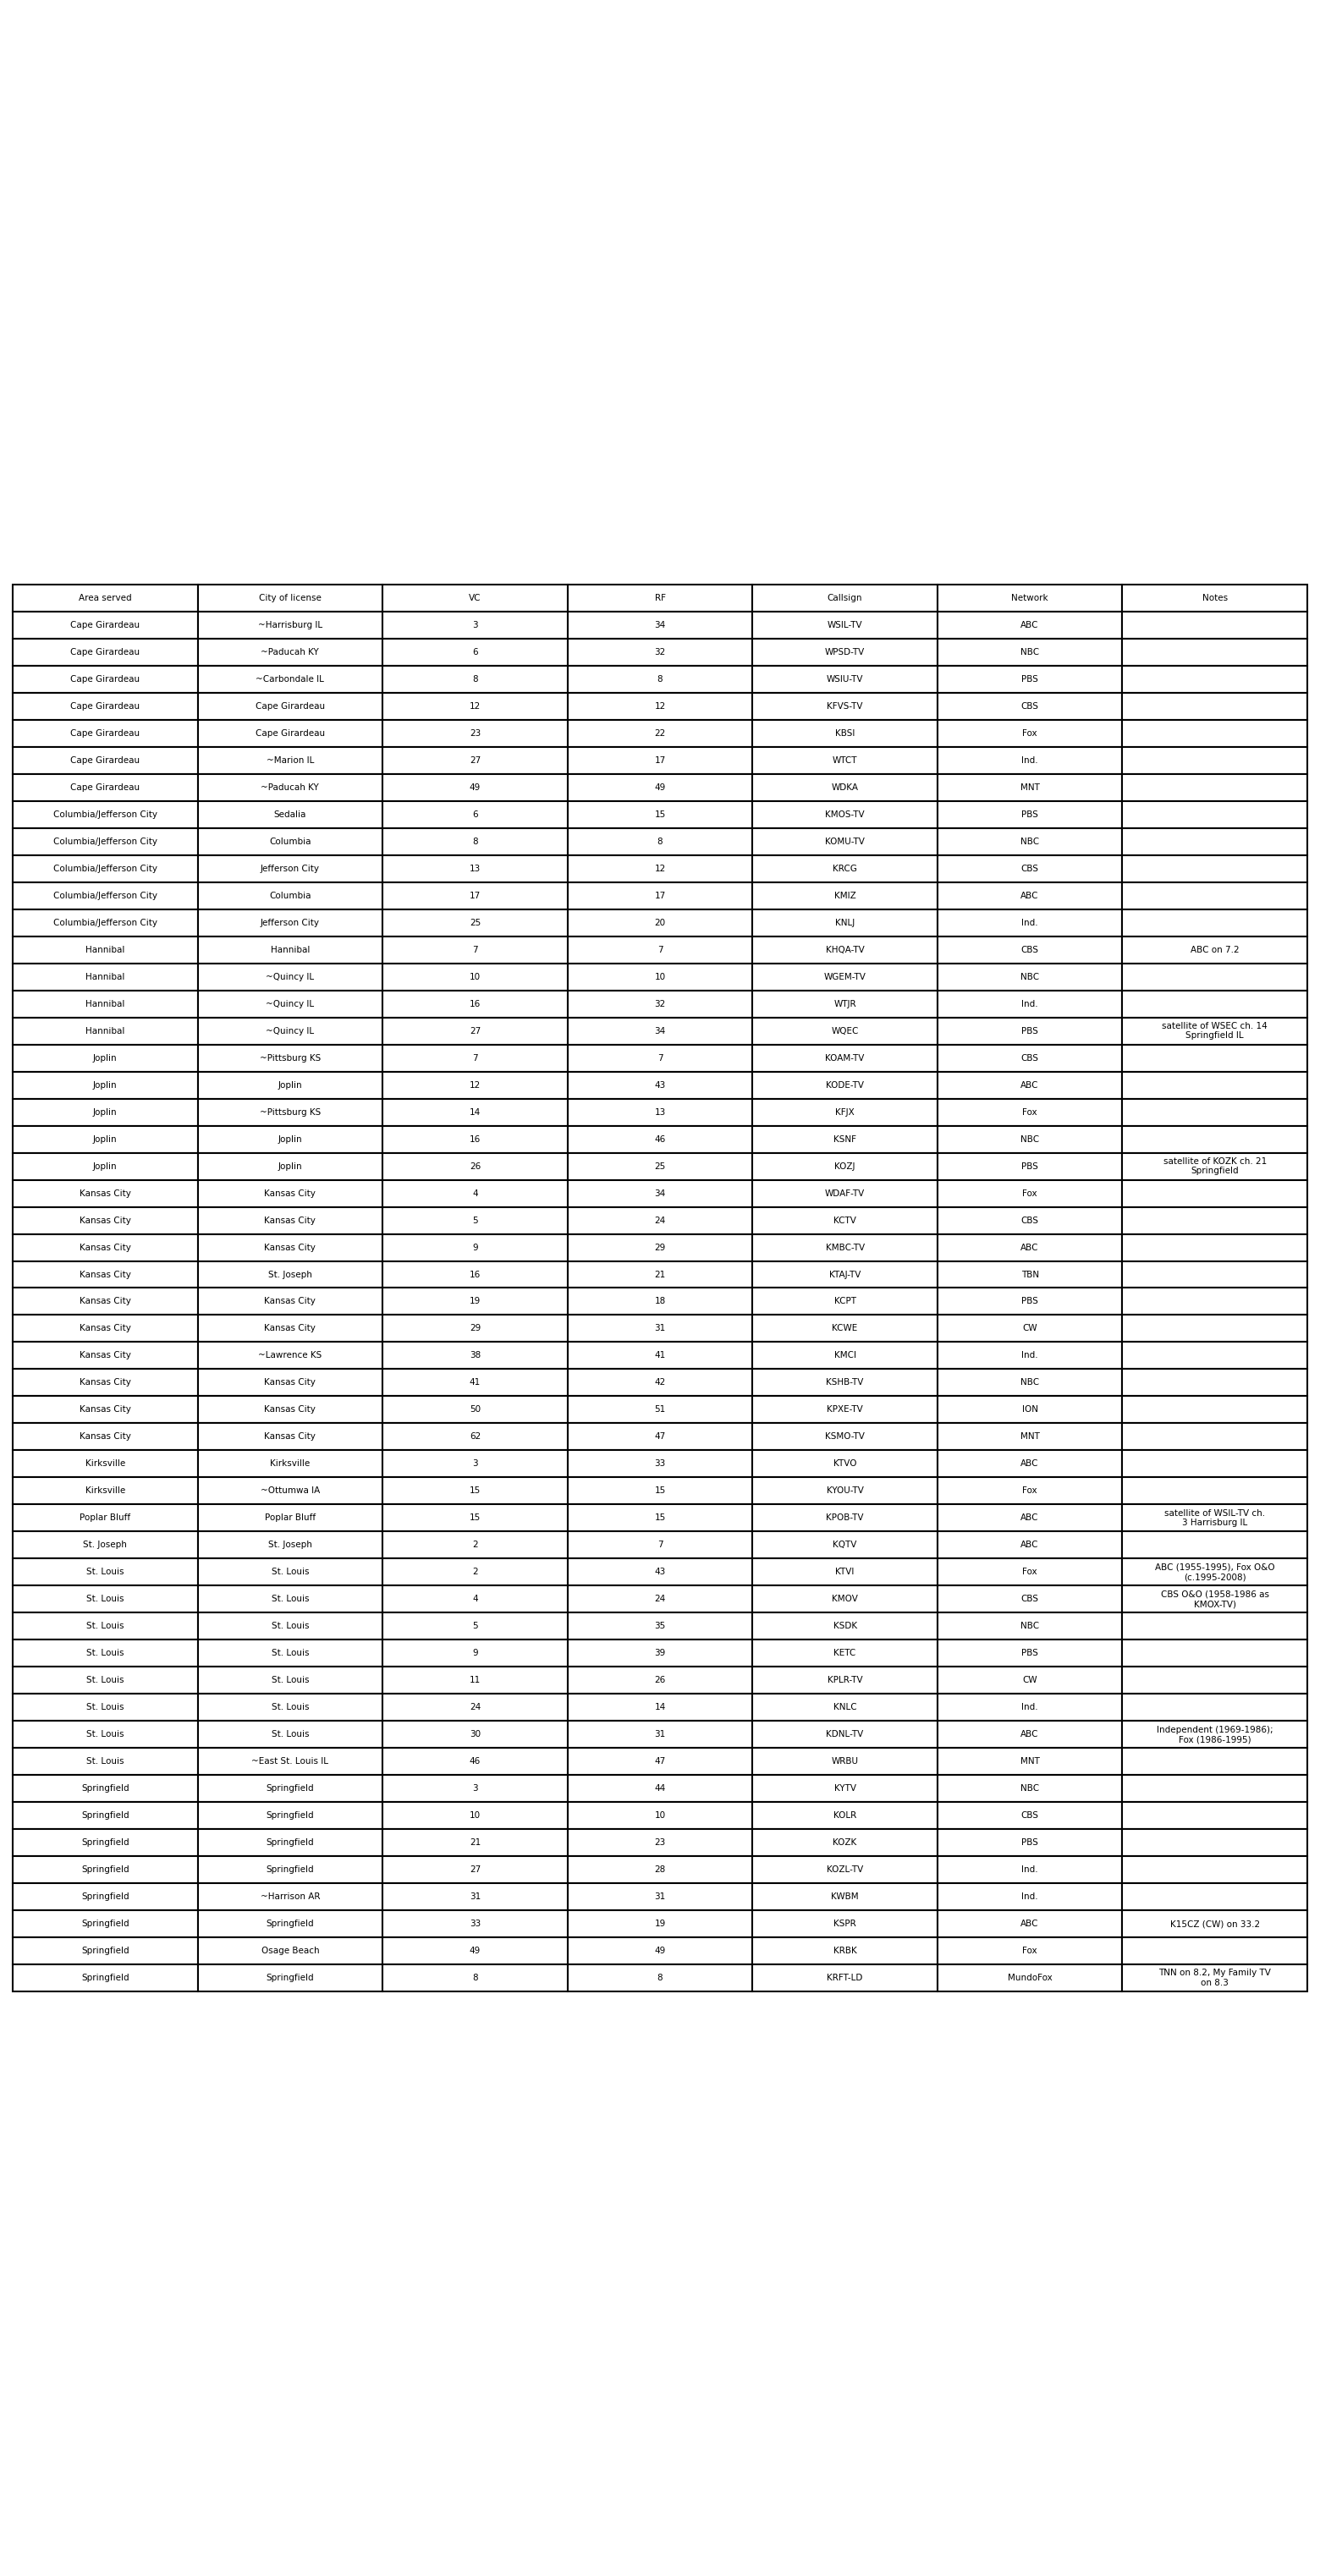 Area served City of license VC RF Callsign Network Notes
Cape Girardeau ~Harrisburg IL 3 34 WSIL-TV ABC
Cape Girardeau ~Paducah KY 6 32 WPSD-TV NBC
Cape Girardeau ~Carbondale IL 8 8 WSIU-TV PBS
Cape Girardeau Cape Girardeau 12 12 KFVS-TV CBS
Cape Girardeau Cape Girardeau 23 22 KBSI Fox
Cape Girardeau ~Marion IL 27 17 WTCT Ind.
Cape Girardeau ~Paducah KY 49 49 WDKA MNT
Columbia/Jefferson City Sedalia 6 15 KMOS-TV PBS
Columbia/Jefferson City Columbia 8 8 KOMU-TV NBC
Columbia/Jefferson City Jefferson City 13 12 KRCG CBS
Columbia/Jefferson City Columbia 17 17 KMIZ ABC
Columbia/Jefferson City Jefferson City 25 20 KNLJ Ind.
Hannibal Hannibal 7 7 KHQA-TV CBS ABC on 7.2
Hannibal ~Quincy IL 10 10 WGEM-TV NBC
Hannibal ~Quincy IL 16 32 WTJR Ind.
Hannibal ~Quincy IL 27 34 WQEC PBS satellite of WSEC ch. 14
Springfield IL
Joplin ~Pittsburg KS 7 7 KOAM-TV CBS
Joplin Joplin 12 43 KODE-TV ABC
Joplin ~Pittsburg KS 14 13 KFJX Fox
Joplin Joplin 16 46 KSNF NBC
Joplin Joplin 26 25 KOZJ PBS satellite of KOZK ch. 21
Springfield
Kansas City Kansas City 4 34 WDAF-TV Fox
Kansas City Kansas City 5 24 KCTV CBS
Kansas City Kansas City 9 29 KMBC-TV ABC
Kansas City St. Joseph 16 21 KTAJ-TV TBN
Kansas City Kansas City 19 18 KCPT PBS
Kansas City Kansas City 29 31 KCWE CW
Kansas City ~Lawrence KS 38 41 KMCI Ind.
Kansas City Kansas City 41 42 KSHB-TV NBC
Kansas City Kansas City 50 51 KPXE-TV ION
Kansas City Kansas City 62 47 KSMO-TV MNT
Kirksville Kirksville 3 33 KTVO ABC
Kirksville ~Ottumwa IA 15 15 KYOU-TV Fox
Poplar Bluff Poplar Bluff 15 15 KPOB-TV ABC satellite of WSIL-TV ch.
3 Harrisburg IL
St. Joseph St. Joseph 2 7 KQTV ABC
St. Louis St. Louis 2 43 KTVI Fox ABC (1955-1995), Fox O&O
(c.1995-2008)
St. Louis St. Louis 4 24 KMOV CBS CBS O&O (1958-1986 as
KMOX-TV)
St. Louis St. Louis 5 35 KSDK NBC
St. Louis St. Louis 9 39 KETC PBS
St. Louis St. Louis 11 26 KPLR-TV CW
St. Louis St. Louis 24 14 KNLC Ind.
St. Louis St. Louis 30 31 KDNL-TV ABC Independent (1969-1986);
Fox (1986-1995)
St. Louis ~East St. Louis IL 46 47 WRBU MNT
Springfield Springfield 3 44 KYTV NBC
Springfield Springfield 10 10 KOLR CBS
Springfield Springfield 21 23 KOZK PBS
Springfield Springfield 27 28 KOZL-TV Ind.
Springfield ~Harrison AR 31 31 KWBM Ind.
Springfield Springfield 33 19 KSPR ABC K15CZ (CW) on 33.2
Springfield Osage Beach 49 49 KRBK Fox
Springfield Springfield 8 8 KRFT-LD MundoFox TNN on 8.2, My Family TV
on 8.3